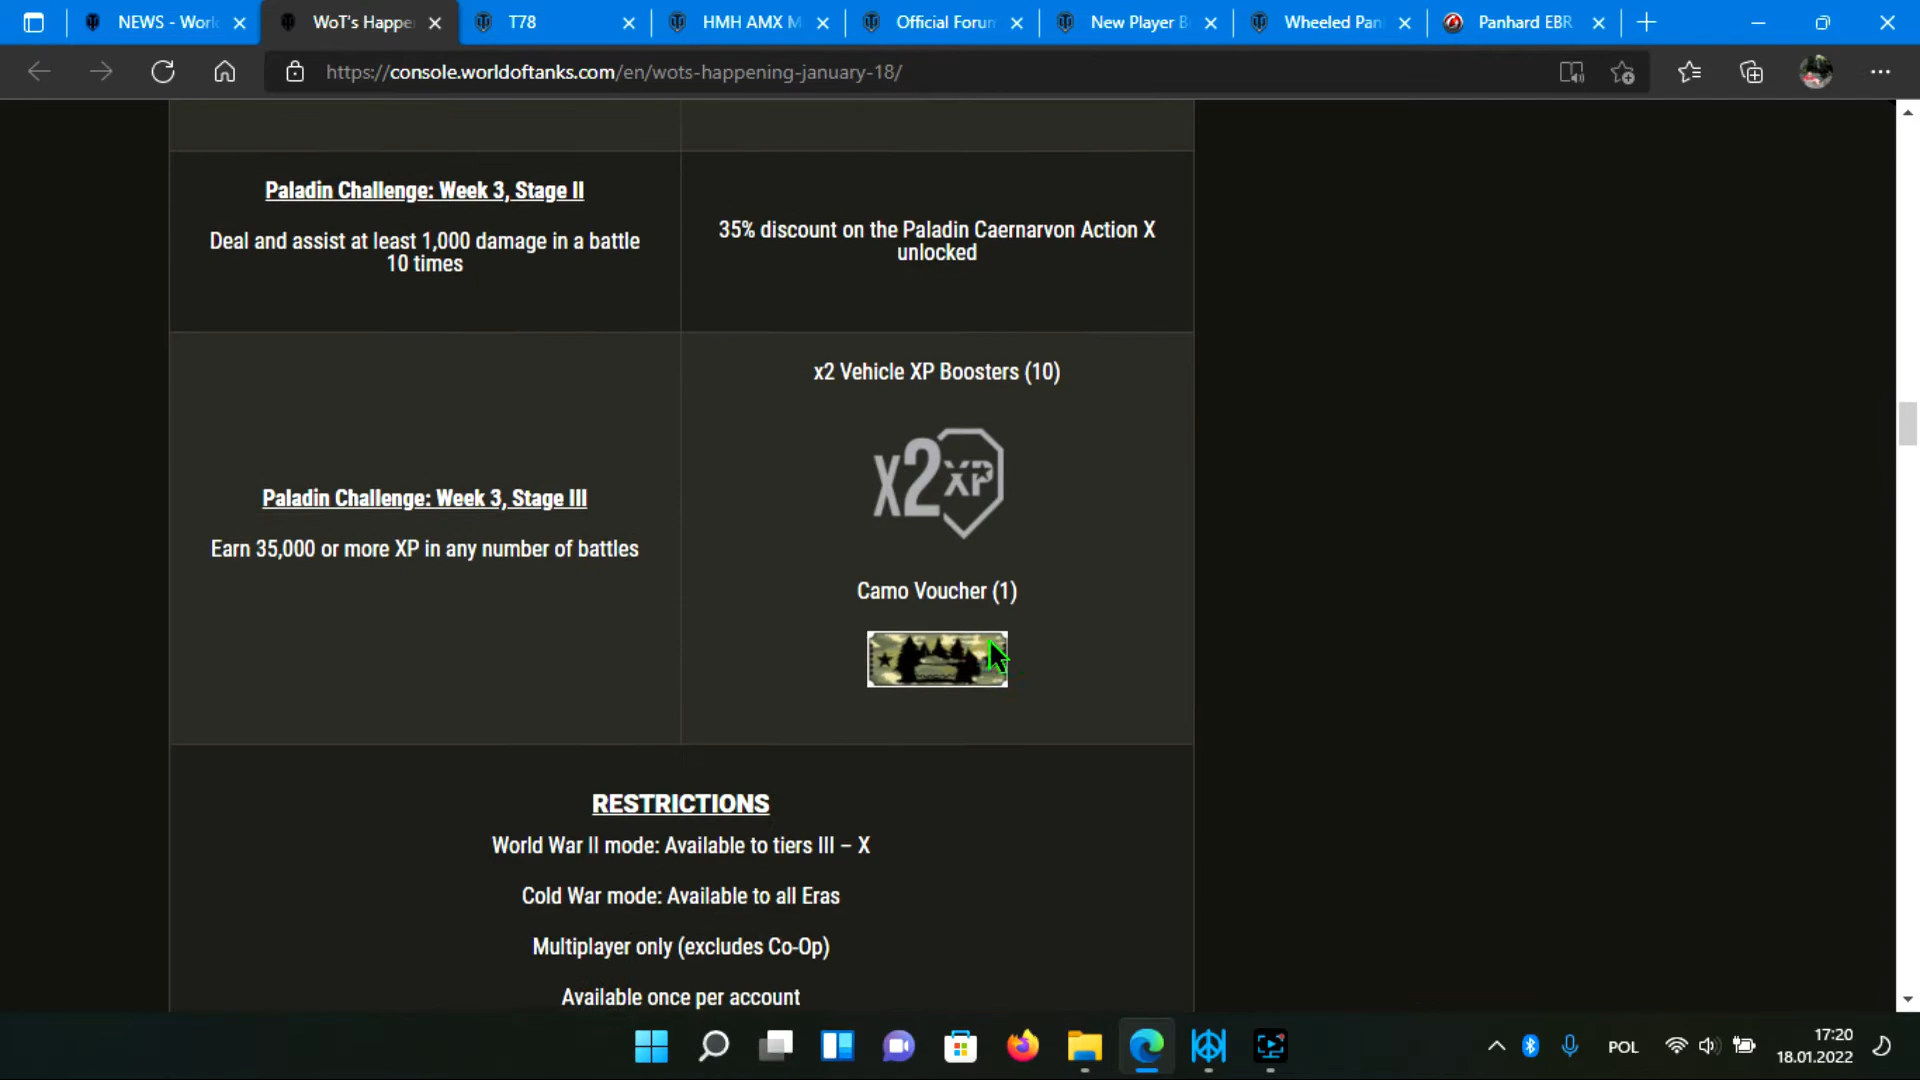 NEWS - Worl
WoT's Happe
T78
HMH AMX M
Official Forum
New Player B
Wheeled Pan
Panhard EBR
https://console.worldoftanks.com/en/wots-happening-january-18/
Paladin Challenge: Week 3, Stage II
Deal and assist at least 1,000 damage in a battle
10 times
35% discount on the Paladin Caernarvon Action X
unlocked
x2 Vehicle XP Boosters (10)
x2 XP
Paladin Challenge: Week 3, Stage III
Earn 35,000 or more XP in any number of battles
Camo Voucher (1)
RESTRICTIONS
World War II mode: Available to tiers III – X
Cold War mode: Available to all Eras
Multiplayer only (excludes Co-Op)
Available once per account
POL
17:20
18.01.2022